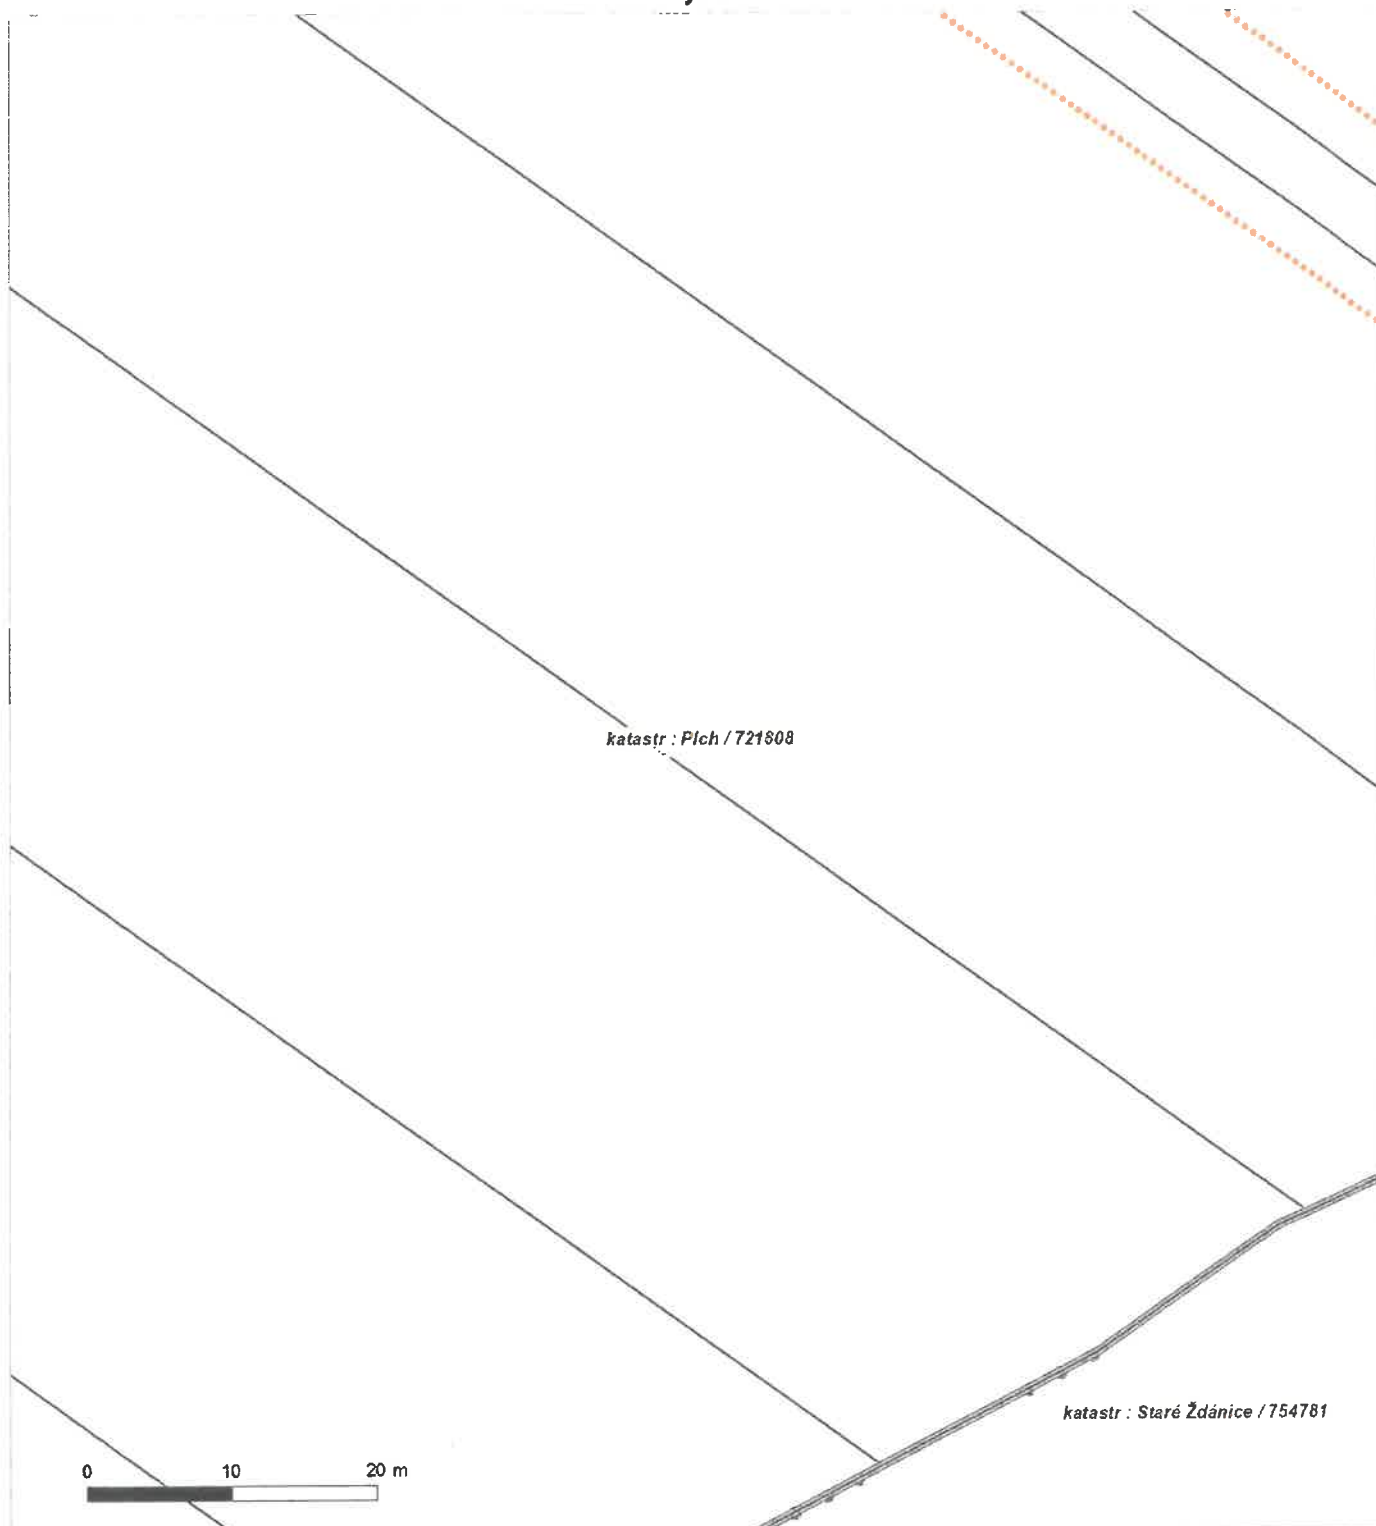 katastr : Plch / 721808
katastr : Staré Ždánice / 754781
0 10 20 m